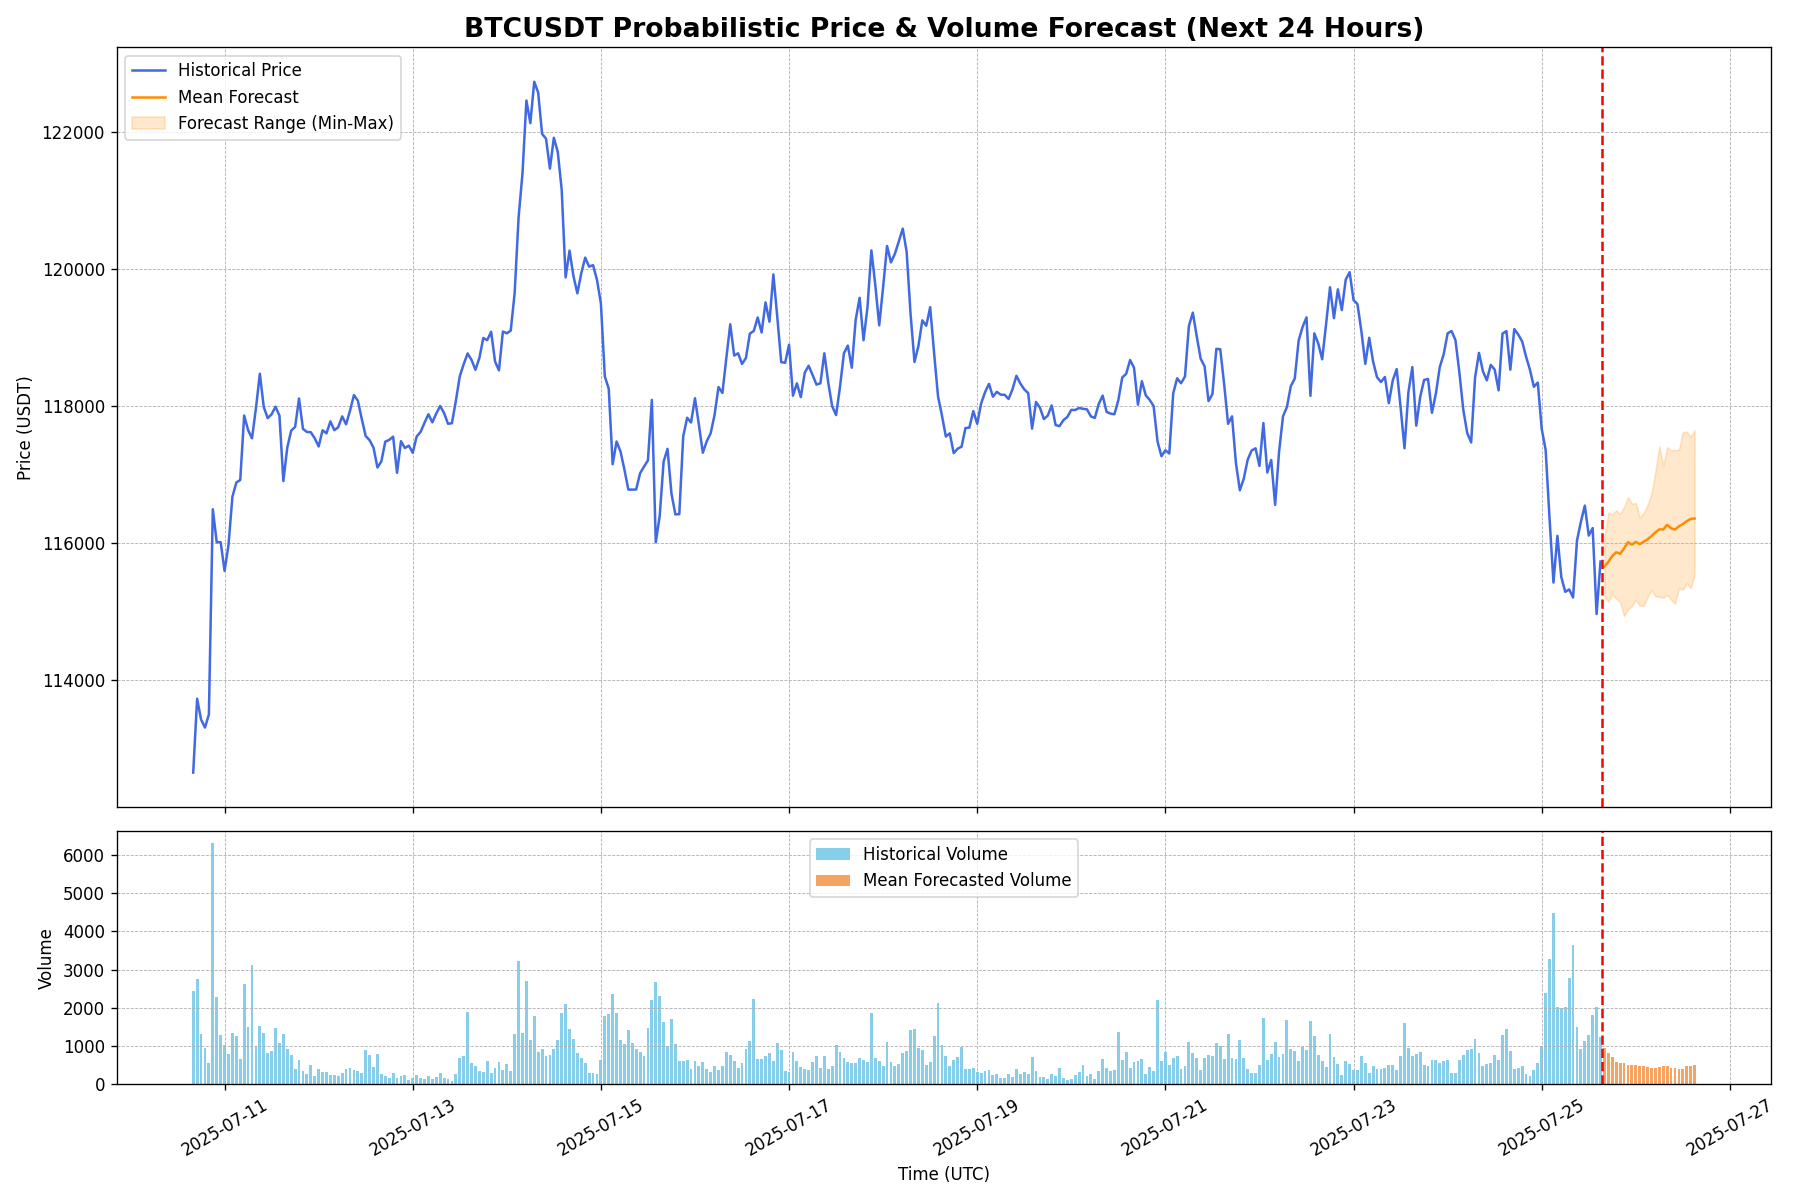 BTCUSDT Probabilistic Price & Volume Forecast (Next 24 Hours)
Historical Price
Mean Forecast
Forecast Range (Min-Max)
Price (USDT)
122000
120000
118000
116000
114000
Historical Volume
Mean Forecasted Volume
Volume
6000
5000
4000
3000
2000
1000
0
2025-07-11
2025-07-13
2025-07-15
2025-07-17
2025-07-19
2025-07-21
2025-07-23
2025-07-25
2025-07-27
Time (UTC)